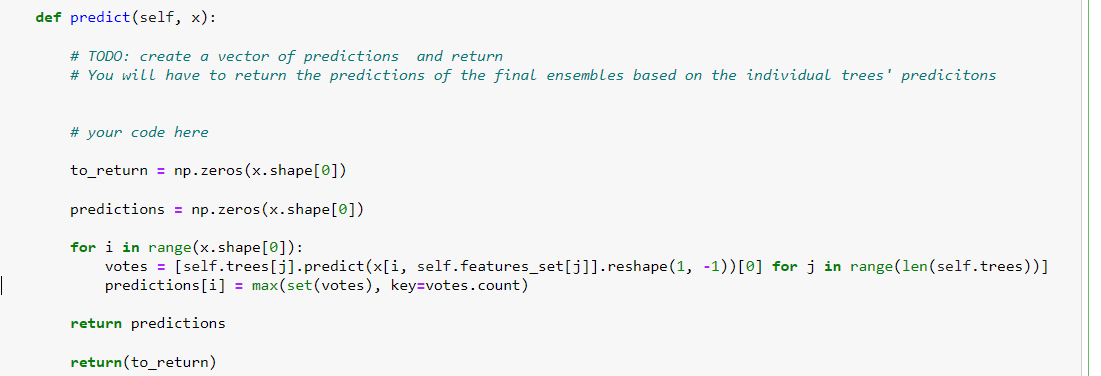 def predict(self, x):
# TODO: create a vector of predictions  and return
# You will have to return the predictions of the final ensembles based on the individual trees' predicitons
# your code here
to_return = np.zeros(x.shape[0])
predictions = np.zeros(x.shape[0])
for i in range(x.shape[0]):
votes = [self.trees[j].predict(x[i, self.features_set[j]].reshape(1, -1))[0] for j in range(len(self.trees))]
predictions[i] = max(set(votes), key=votes.count)
return predictions
return(to_return)